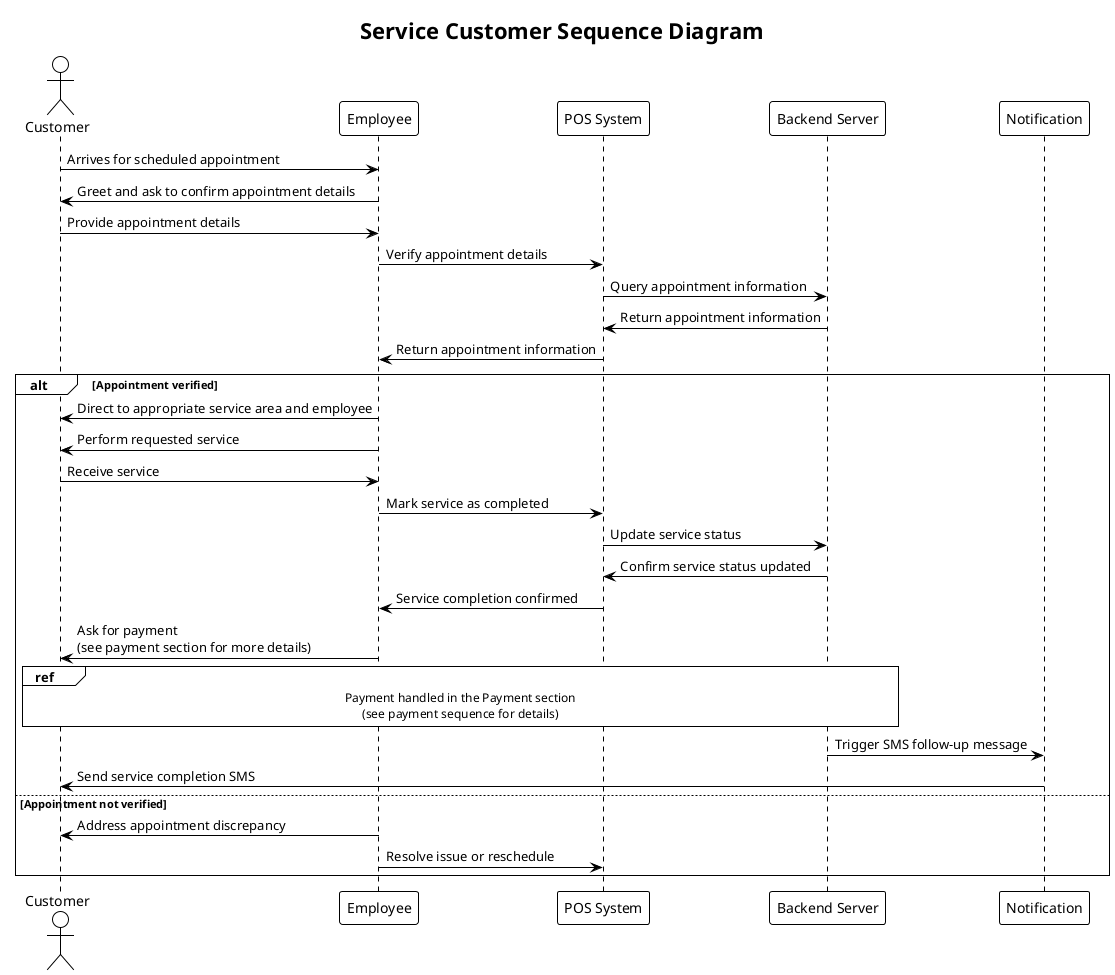 Service Customer Sequence Diagram
Customer
Employee
POS System
Backend Server
Notification
Arrives for scheduled appointment
Greet and ask to confirm appointment details
Provide appointment details
Verify appointment details
Query appointment information
Return appointment information
Return appointment information
alt
[Appointment verified]
Direct to appropriate service area and employee
Perform requested service
Receive service
Mark service as completed
Update service status
Confirm service status updated
Service completion confirmed
Ask for payment
(see payment section for more details)
ref
Payment handled in the Payment section
(see payment sequence for details)
Trigger SMS follow-up message
Send service completion SMS
[Appointment not verified]
Address appointment discrepancy
Resolve issue or reschedule
Customer
Employee
POS System
Backend Server
Notification